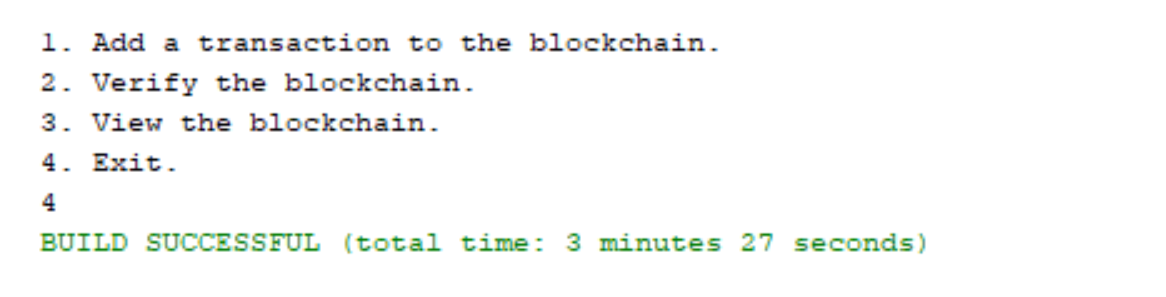 1. Add a transaction to the blockchain.
2. Verify the blockchain.
3. View the blockchain.
4. Exit.
4
BUILD SUCCESSFUL (total time: 3 minutes 27 seconds)